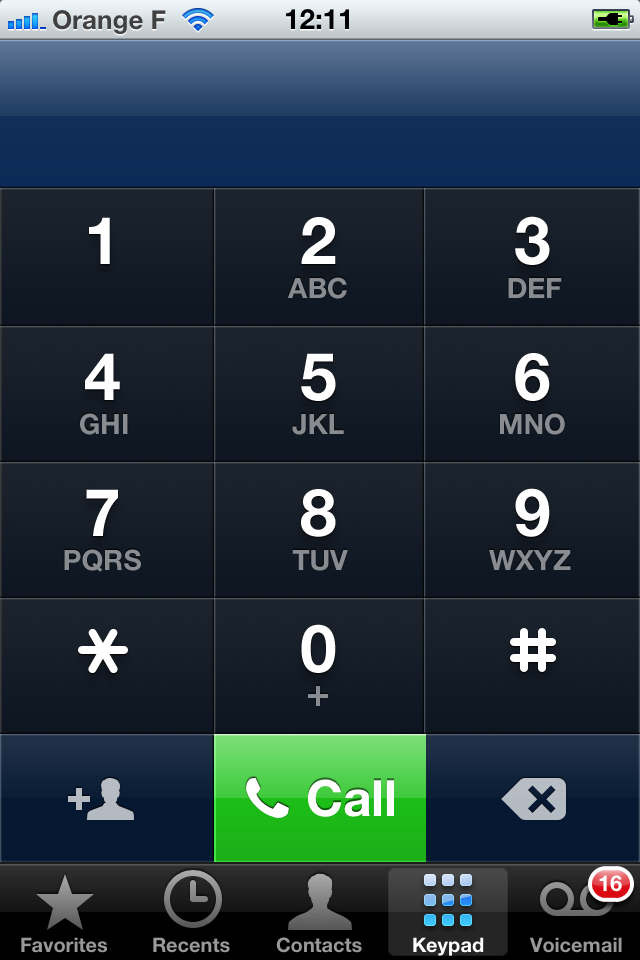 Orange F 12:11
1 2 3
ABC DEF
4 5 6
GHI JKL MNO
7 8 9
PQRS TUV WXYZ
* 0 #
+
+ Call
16
Favorites Recents Contacts Keypad Voicemail